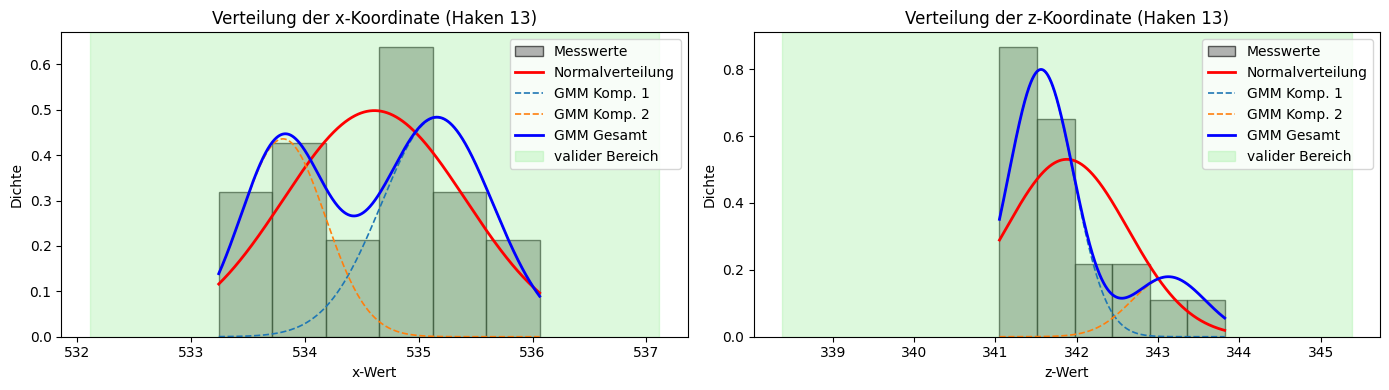 Verteilung der x-Koordinate (Haken 13)
Dichte
0.6
0.5
0.4
0.3
0.2
0.1
0.0
532
533
534
535
536
537
x-Wert
Messwerte
Normalverteilung
GMM Komp. 1
GMM Komp. 2
GMM Gesamt
valider Bereich
Verteilung der z-Koordinate (Haken 13)
Dichte
0.8
0.6
0.4
0.2
0.0
339
340
341
342
343
344
345
z-Wert
Messwerte
Normalverteilung
GMM Komp. 1
GMM Komp. 2
GMM Gesamt
valider Bereich